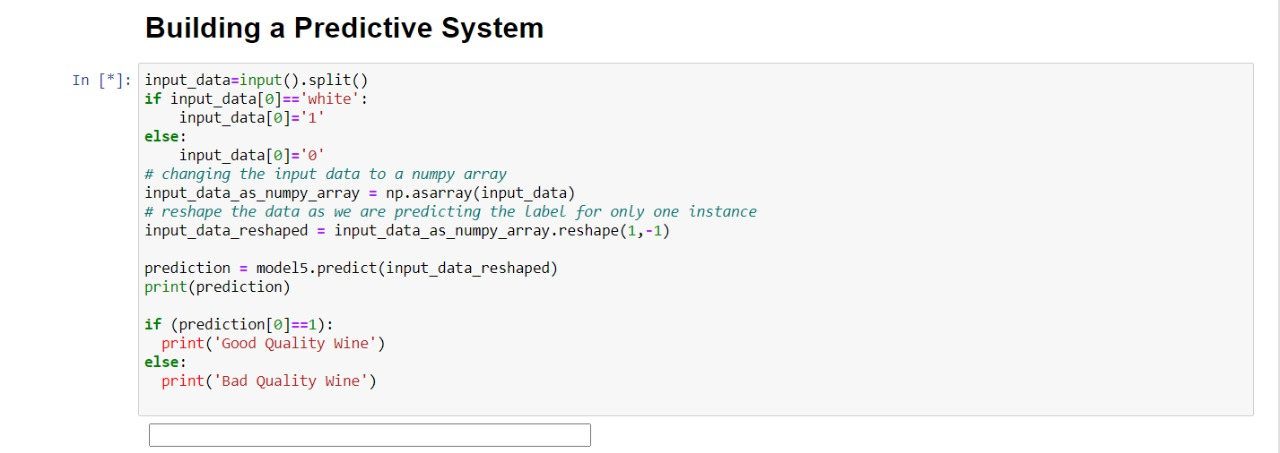 Building a Predictive System
In [*]: input_data=input().split()
if input_data[0]=='white':
    input_data[0]='1'
else:
    input_data[0]='0'
# changing the input data to a numpy array
input_data_as_numpy_array = np.asarray(input_data)
# reshape the data as we are predicting the label for only one instance
input_data_reshaped = input_data_as_numpy_array.reshape(1,-1)
prediction = model5.predict(input_data_reshaped)
print(prediction)
if (prediction[0]==1):
  print('Good Quality Wine')
else:
  print('Bad Quality Wine')